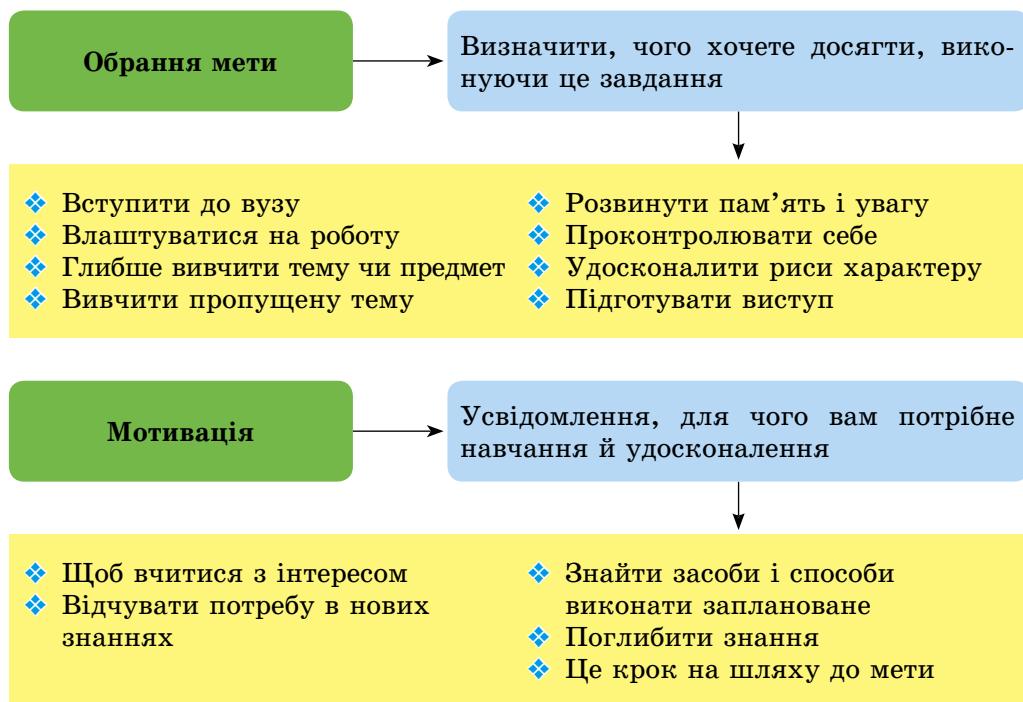 Обрання мети
Визначити, чого хочете досягти, вико-
нуючи це завдання
Вступити до вузу
Влаштуватися на роботу
Глибше вивчити тему чи предмет
Вивчити пропущену тему
Розвинути пам’ять і увагу
Проконтролювати себе
Удосконалити риси характеру
Підготувати виступ
Мотивація
Усвідомлення, для чого вам потрібне
навчання й удосконалення
Щоб вчитися з інтересом
Відчувати потребу в нових
знаннях
Знайти засоби і способи
виконати заплановане
Поглибити знання
Це крок на шляху до мети